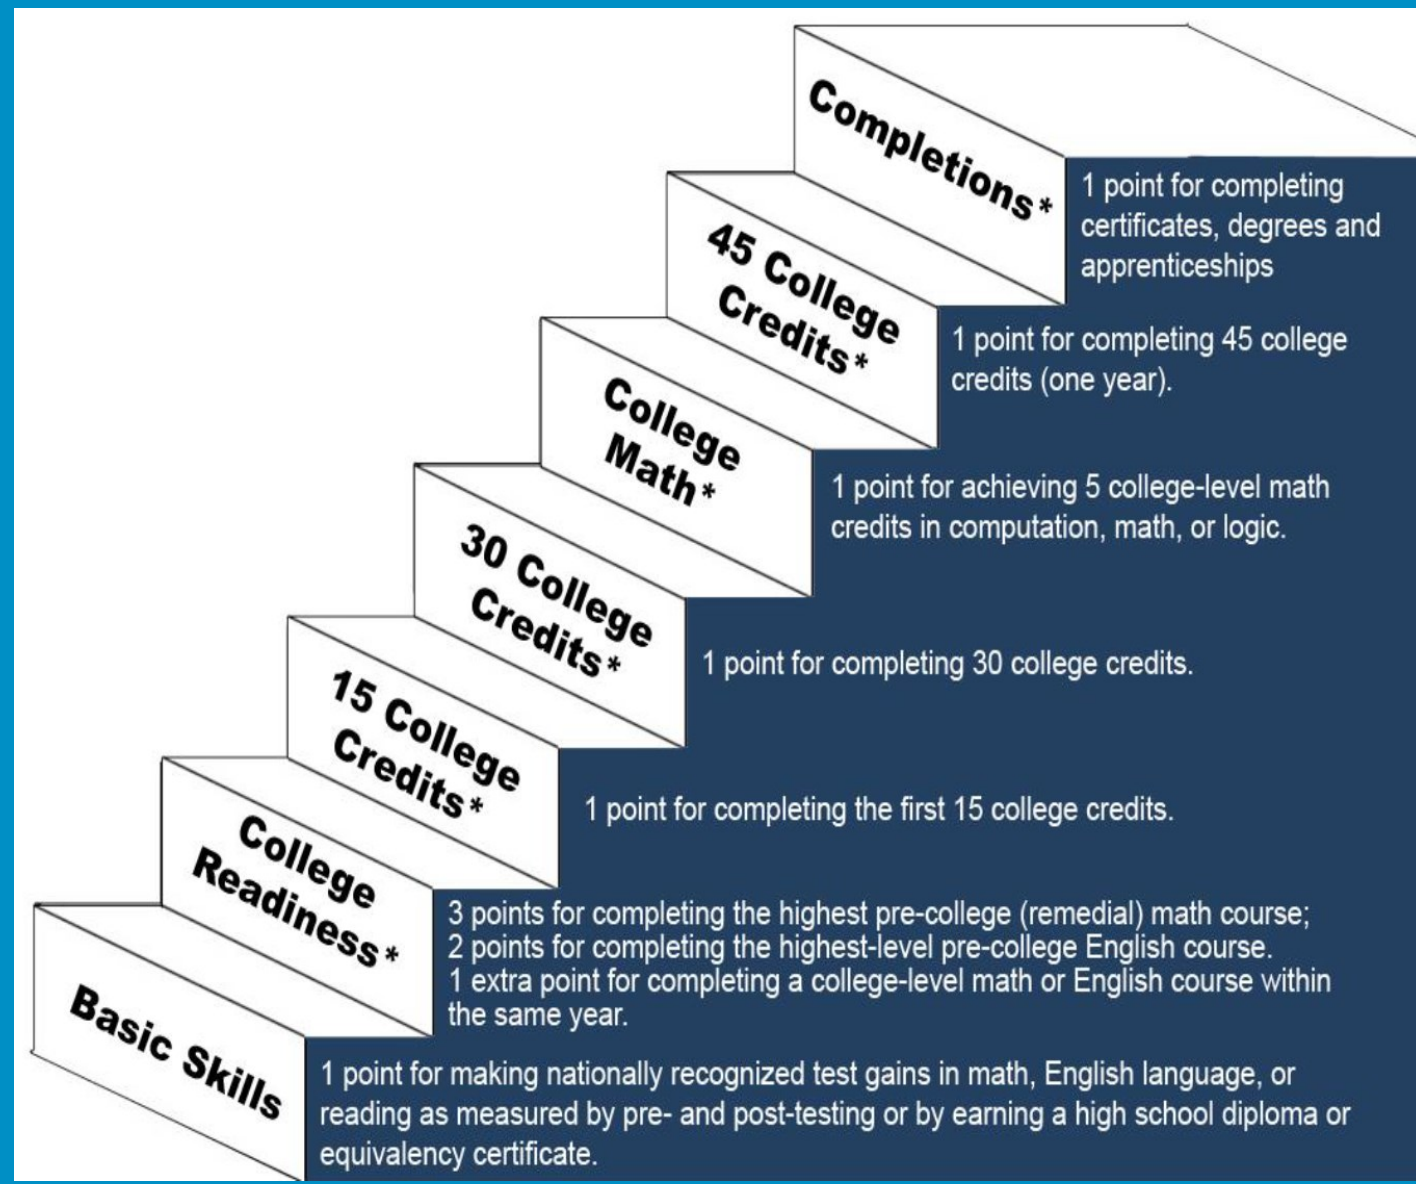 Completions*
1 point for completing
certificates, degrees and
apprenticeships
45 College
Credits*
1 point for completing 45 college
credits (one year).
College
Math*
1 point for achieving 5 college-level math
credits in computation, math, or logic.
30 College
Credits*
1 point for completing 30 college credits.
15 College
Credits*
1 point for completing the first 15 college credits.
College
Readiness*
3 points for completing the highest pre-college (remedial) math course;
2 points for completing the highest-level pre-college English course.
1 extra point for completing a college-level math or English course within
the same year.
Basic Skills
1 point for making nationally recognized test gains in math, English language, or
reading as measured by pre- and post-testing or by earning a high school diploma or
equivalency certificate.